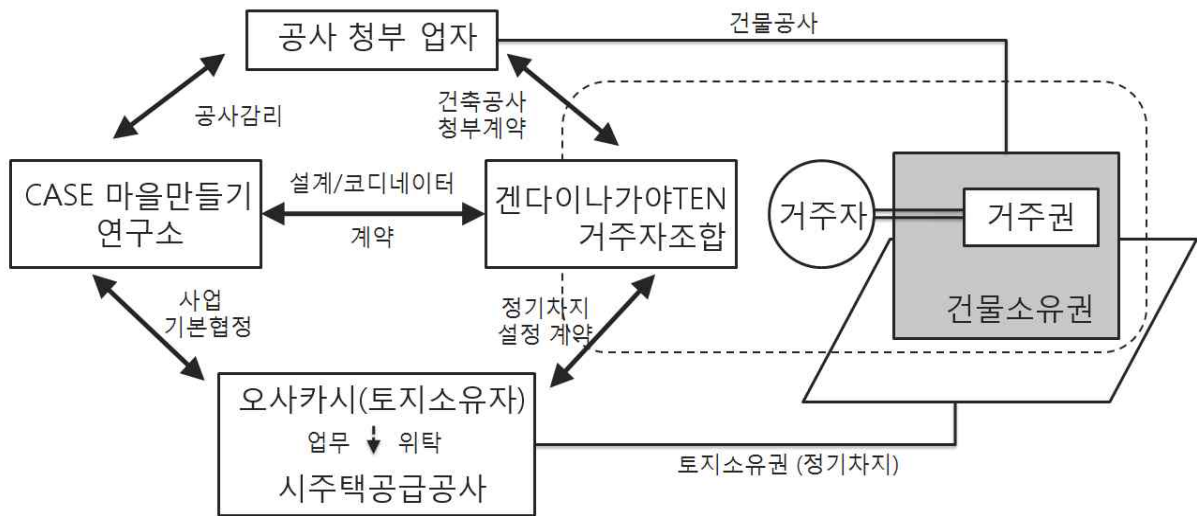 공사 청부 업자
건물공사
공사감리
건축공사
청부계약
CASE 마을만들기
연구소
설계/코디네이터
계약
겐다이나가야TEN
거주자조합
거주자
거주권
건물소유권
사업
기본협정
정기차지
설정 계약
오사카시(토지소유자)
업무 위탁
시주택공급공사
토지소유권 (정기차지)